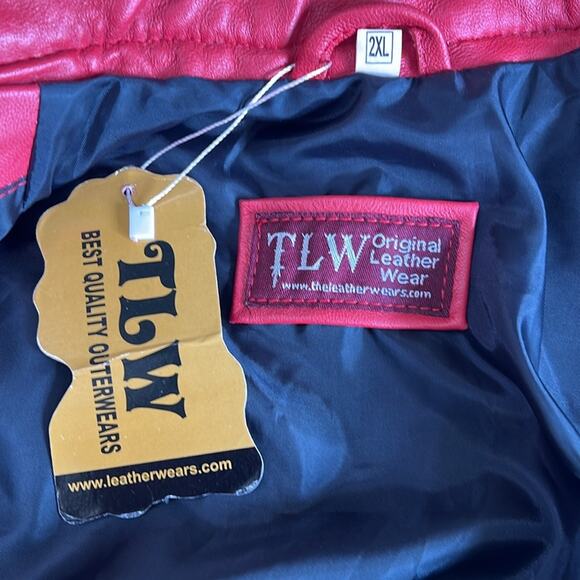 2XL
TLW
Original
Leather
Wear
www.theleatherwears.com
TLW
BEST QUALITY OUTERWEARS
www.leatherwears.com